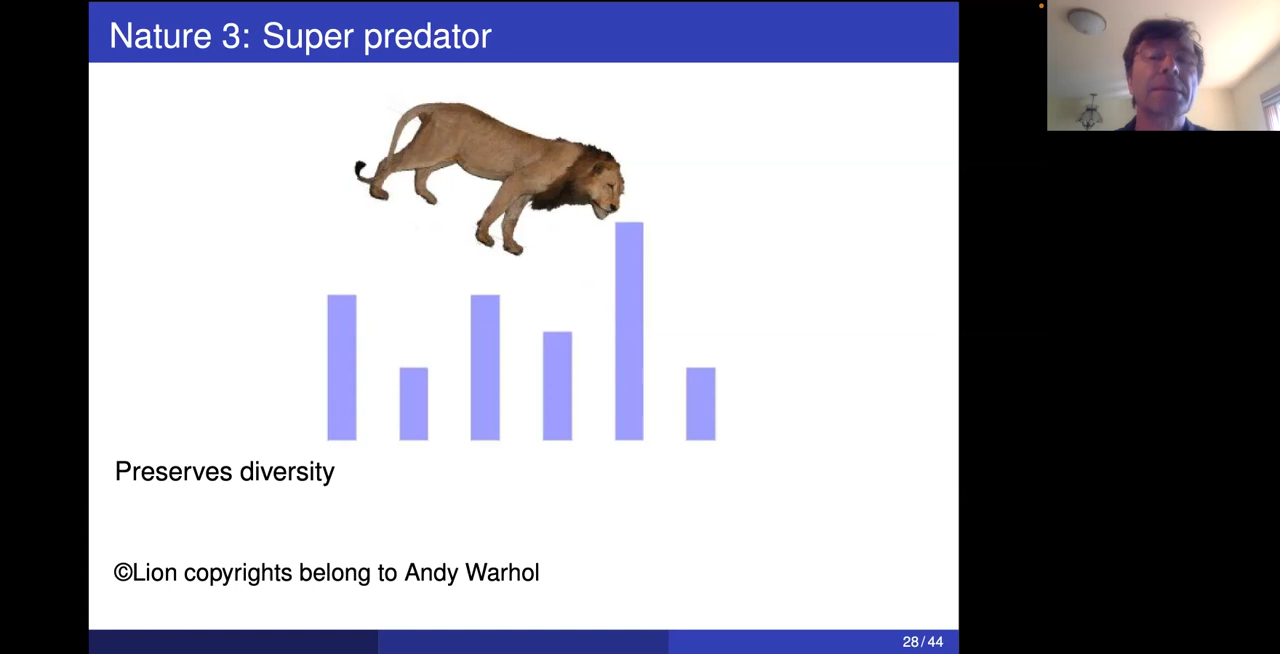 Nature 3: Super predator
Preserves diversity
©Lion copyrights belong to Andy Warhol
28 / 44